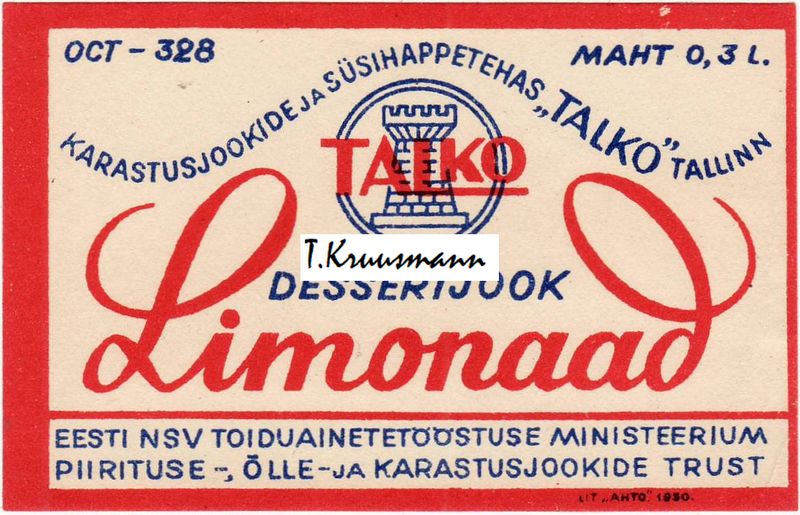 OCT - 328
MAHT 0,3 L.
KARASTUSJOOKIDE JA SÜSIHAPPETEHAS „TALKO” TALLINN
TALKO
T.Kruusmann
DESSERTJOOK
Limonaad
EESTI NSV TOIDUAINETETÖÖSTUSE MINISTEERIUM
PIIRITUSE-, ÕLLE-JA KARASTUSJOOKIDE TRUST
LIT „AHTO”, 1950.